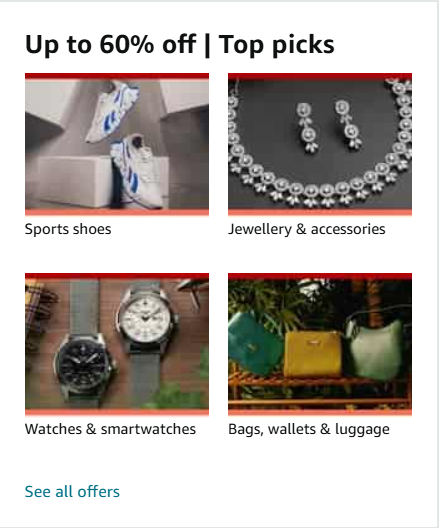 Up to 60% off | Top picks
Sports shoes
Jewellery & accessories
Watches & smartwatches
Bags, wallets & luggage
See all offers